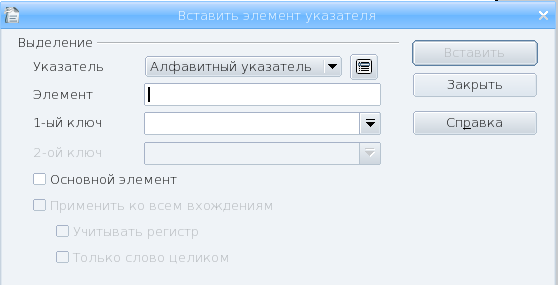 Вставить элемент указателя
Выделение
Указатель
Алфавитный указатель
Элемент
1-ый ключ
2-ой ключ
Основной элемент
Применить ко всем вхождениям
Учитывать регистр
Только слово целиком
Вставить
Закрыть
Справка